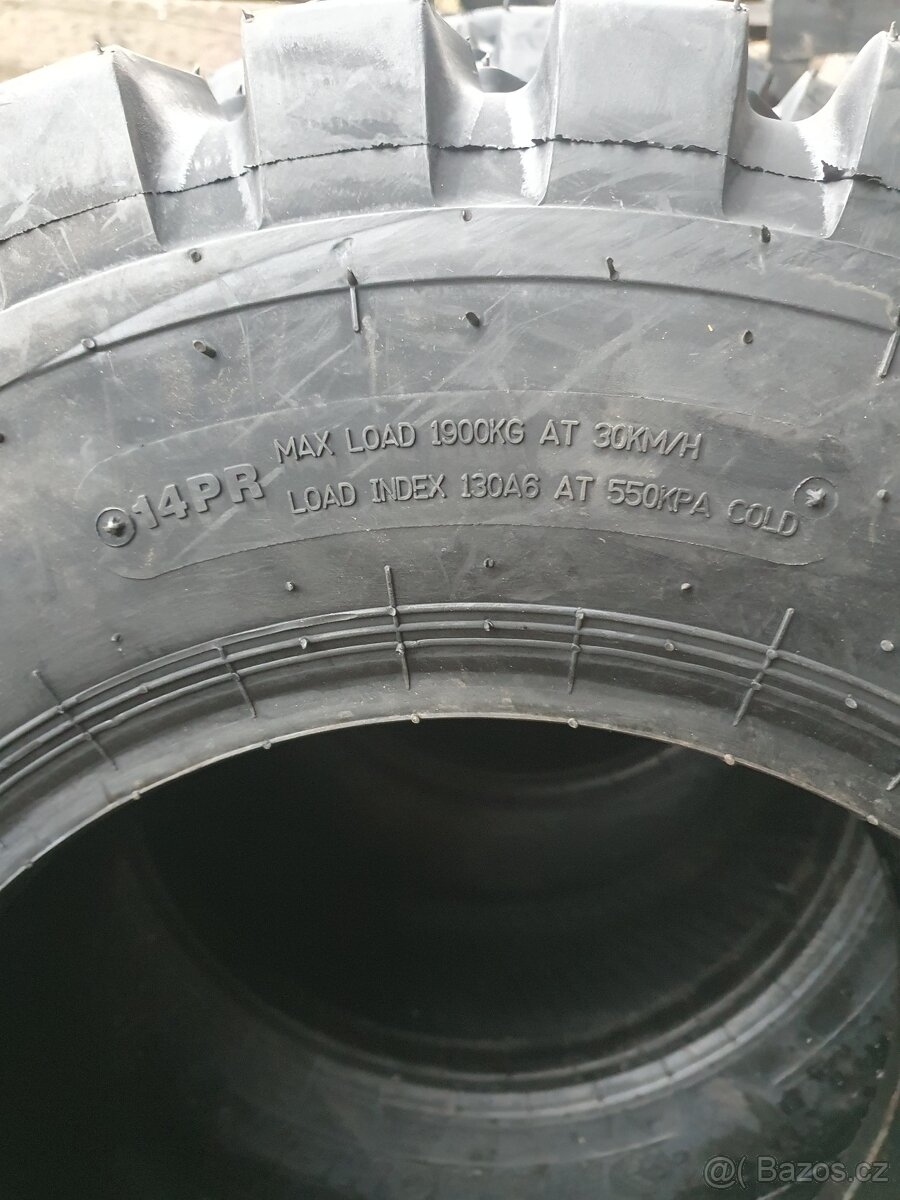 14PR
MAX LOAD 1900KG AT 30KM/H
LOAD INDEX 130A6 AT 550KPA COLD
@( Bazos.cz